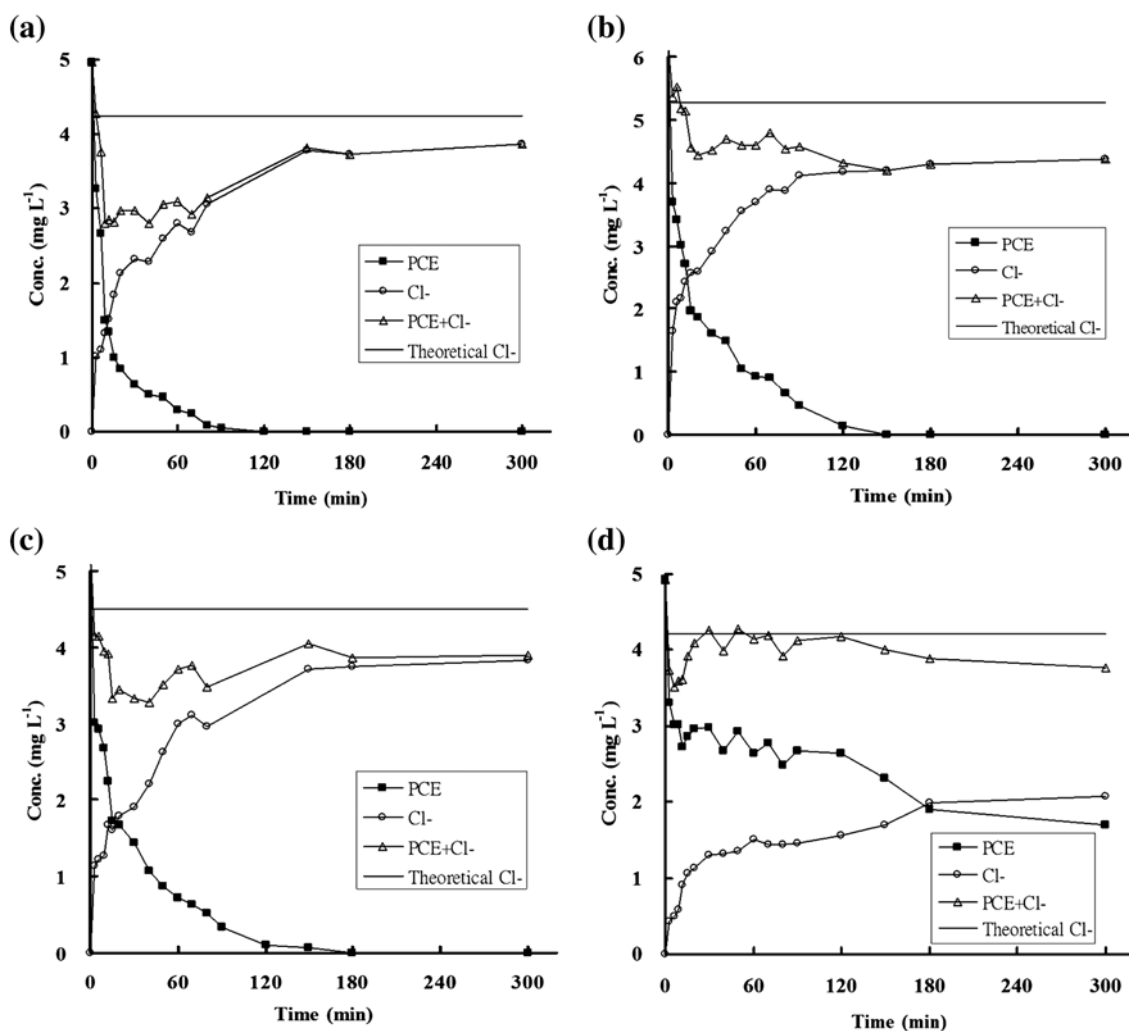 (a)
5
4
3
2
1
0
Conc. (mg L⁻¹)
PCE
Cl-
PCE+Cl-
Theoretical Cl-
0 60 120 180 240 300
Time (min)
(b)
6
5
4
3
2
1
0
Conc. (mg L⁻¹)
PCE
Cl-
PCE+Cl-
Theoretical Cl-
0 60 120 180 240 300
Time (min)
(c)
5
4
3
2
1
0
Conc. (mg L⁻¹)
PCE
Cl-
PCE+Cl-
Theoretical Cl-
0 60 120 180 240 300
Time (min)
(d)
5
4
3
2
1
0
Conc. (mg L⁻¹)
PCE
Cl-
PCE+Cl-
Theoretical Cl-
0 60 120 180 240 300
Time (min)